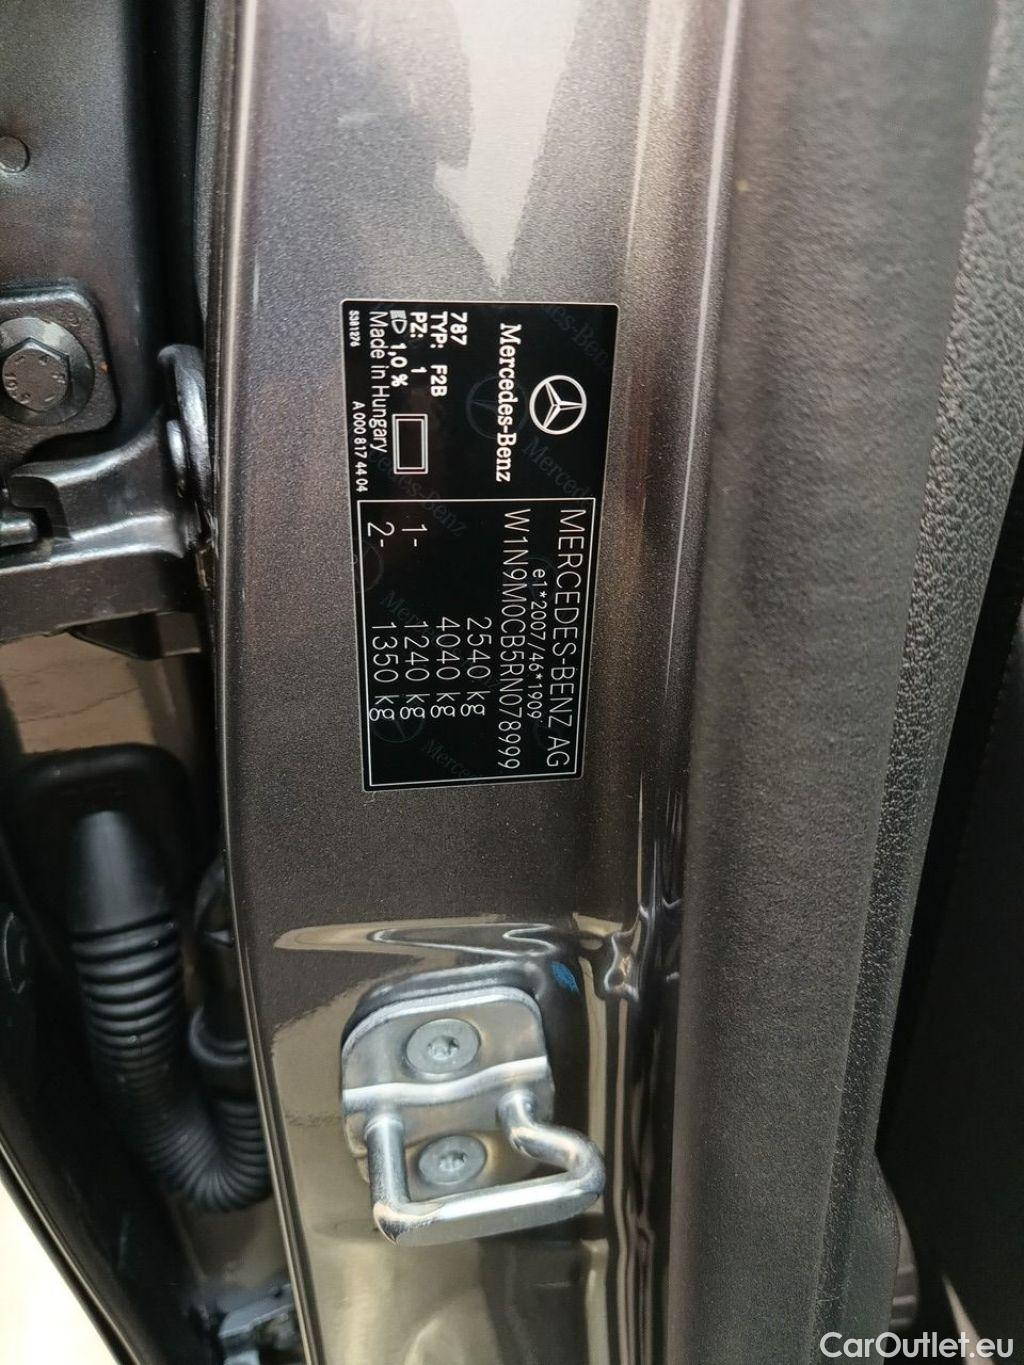 Mercedes-Benz
787
TYP: F2B
PZ: 1
1,0 %
Made in Hungary
S381276
A 000 817 44 04
MERCEDES-BENZ AG
e1*2007/46*1909
W1N9M0CB5RN078999
2540 kg
4040 kg
1- 1240 kg
2- 1350 kg
CarOutlet.eu